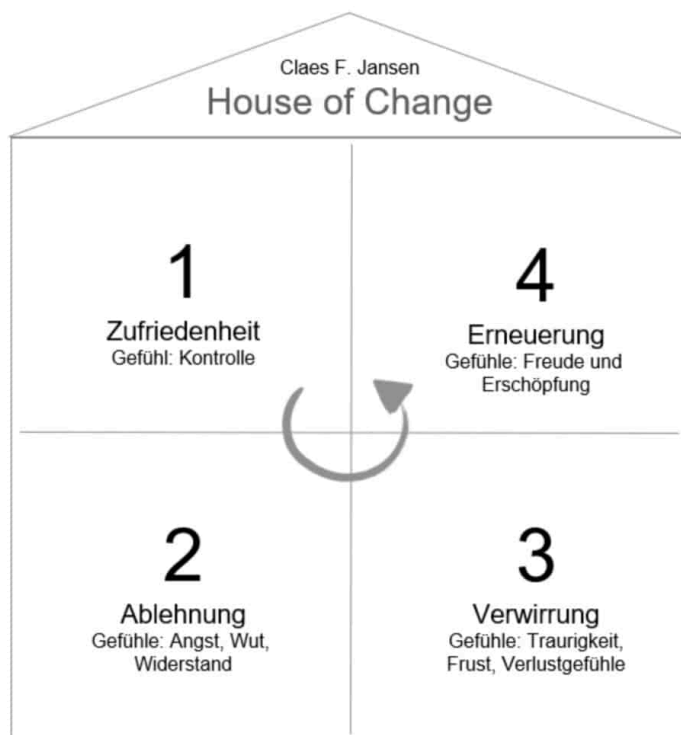 Claes F. Jansen
House of Change
1
Zufriedenheit
Gefühl: Kontrolle
2
Ablehnung
Gefühle: Angst, Wut,
Widerstand
3
Verwirrung
Gefühle: Traurigkeit,
Frust, Verlustgefühle
4
Erneuerung
Gefühle: Freude und
Erschöpfung